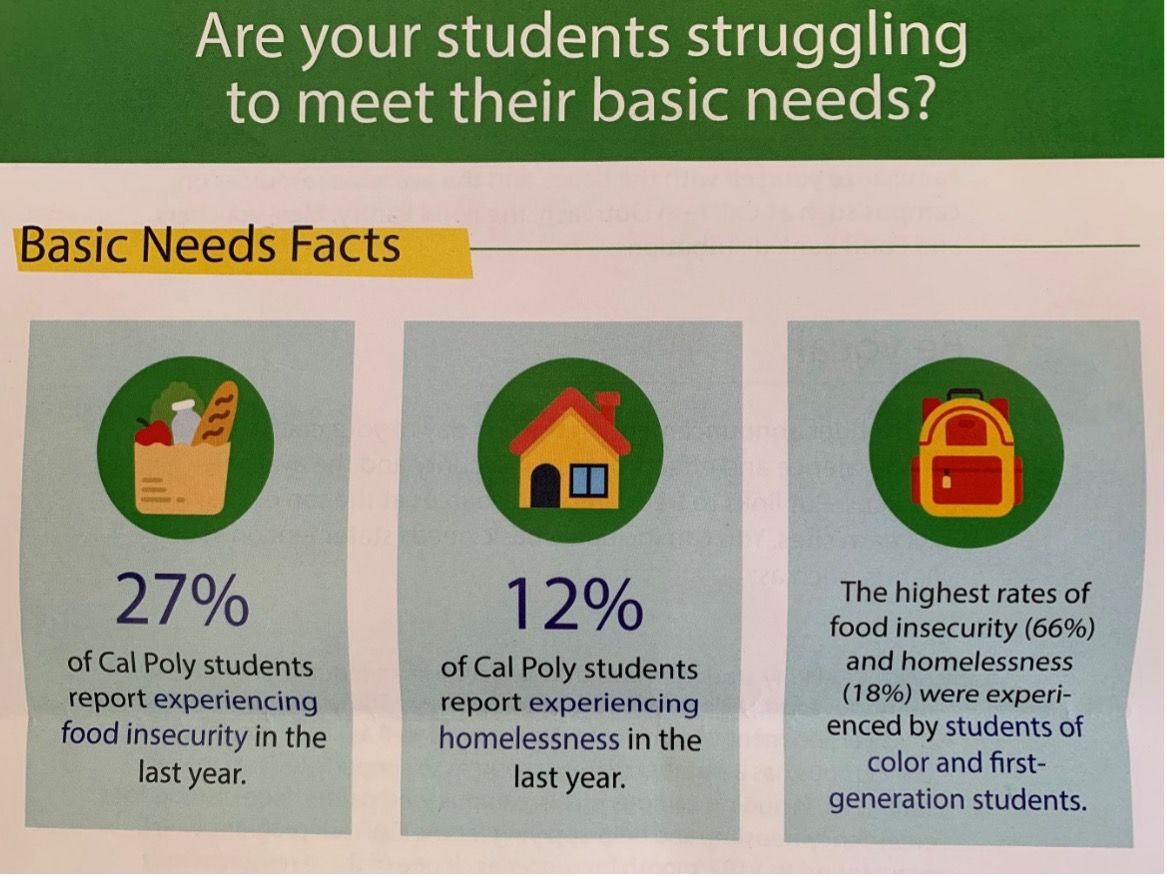 Are your students struggling
to meet their basic needs?
Basic Needs Facts
27%
of Cal Poly students
report experiencing
food insecurity in the
last year.
12%
of Cal Poly students
report experiencing
homelessness in the
last year.
The highest rates of
food insecurity (66%)
and homelessness
(18%) were experi-
enced by students of
color and first-
generation students.